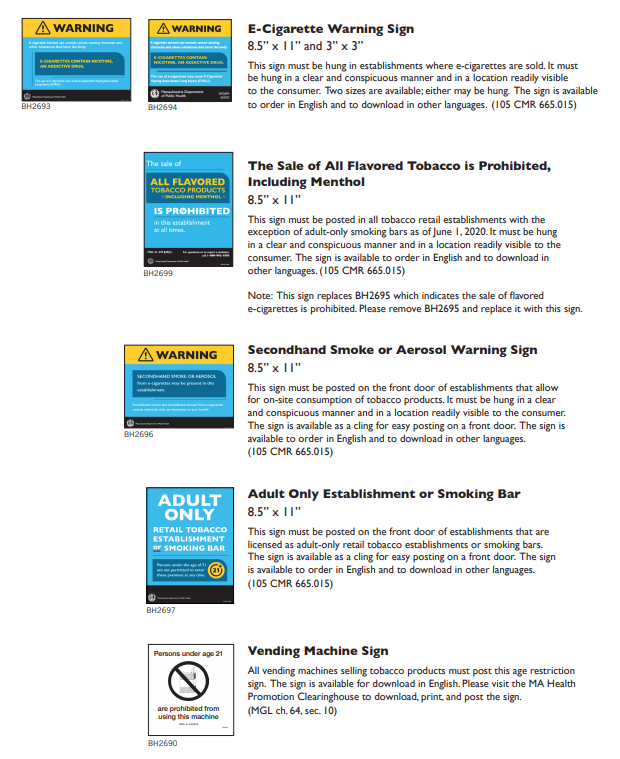 WARNING
E-CIGARETTES CONTAIN NICOTINE,
AN ADDICTIVE DRUG.
BH2693
WARNING
E-CIGARETTES CONTAIN
NICOTINE,
AN ADDICTIVE DRUG.
Massachusetts Department
of Public Health
BH2694
E-Cigarette Warning Sign
8.5” x 11” and 3” x 3”
This sign must be hung in establishments where e-cigarettes are sold. It must
be hung in a clear and conspicuous manner and in a location readily visible
to the consumer. Two sizes are available; either may be hung. The sign is available
to order in English and to download in other languages. (105 CMR 665.015)
The sale of
ALL FLAVORED
TOBACCO PRODUCTS
INCLUDING MENTHOL
IS PROHIBITED
in this establishment
at all times.
BH2699
The Sale of All Flavored Tobacco is Prohibited,
Including Menthol
8.5” x 11”
This sign must be posted in all tobacco retail establishments with the
exception of adult-only smoking bars as of June 1, 2020. It must be hung
in a clear and conspicuous manner and in a location readily visible to the
consumer. The sign is available to order in English and to download in
other languages. (105 CMR 665.015)
Note: This sign replaces BH2695 which indicates the sale of flavored
e-cigarettes is prohibited. Please remove BH2695 and replace it with this sign.
WARNING
SECONDHAND SMOKE OR AEROSOL
from e-cigarettes may be present in this
establishment.
BH2696
Secondhand Smoke or Aerosol Warning Sign
8.5” x 11”
This sign must be posted on the front door of establishments that allow
for on-site consumption of tobacco products. It must be hung in a clear
and conspicuous manner and in a location readily visible to the consumer.
The sign is available as a cling for easy posting on a front door. The sign is
available to order in English and to download in other languages.
(105 CMR 665.015)
ADULT
ONLY
RETAIL TOBACCO
ESTABLISHMENT
or SMOKING BAR
Persons under the age of 21
are not permitted to enter
these premises at any time.
21
BH2697
Adult Only Establishment or Smoking Bar
8.5” x 11”
This sign must be posted on the front door of establishments that are
licensed as adult-only retail tobacco establishments or smoking bars.
The sign is available as a cling for easy posting on a front door. The sign
is available to order in English and to download in other languages.
(105 CMR 665.015)
Persons under age 21
are prohibited from
using this machine
BH2690
Vending Machine Sign
All vending machines selling tobacco products must post this age restriction
sign. The sign is available for download in English. Please visit the MA Health
Promotion Clearinghouse to download, print, and post the sign.
(MGL ch. 64, sec. 10)